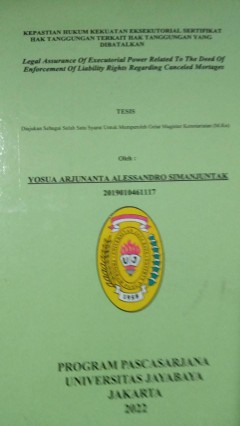 KEPASTIAN HUKUM KEKUATAN EKSEKUTORIAL SERTIFIKAT
HAK TANGGUNGAN TERKAIT HAK TANGGUNGAN YANG
DIBATALKAN
Legal Assurance Of Executorial Power Related To The Deed Of
Enforcement Of Liability Rights Regarding Canceled Mortages
TESIS
Diajukan Sebagai Salah Satu Syarat Untuk Memperoleh Gelar Magister Kenotariatan (M.Kn)
Oleh :
YOSUA ARJUNANTA ALESSANDRO SIMANJUNTAK
2019010461117
1958
PROGRAM PASCASARJANA
UNIVERSITAS JAYABAYA
JAKARTA
2022